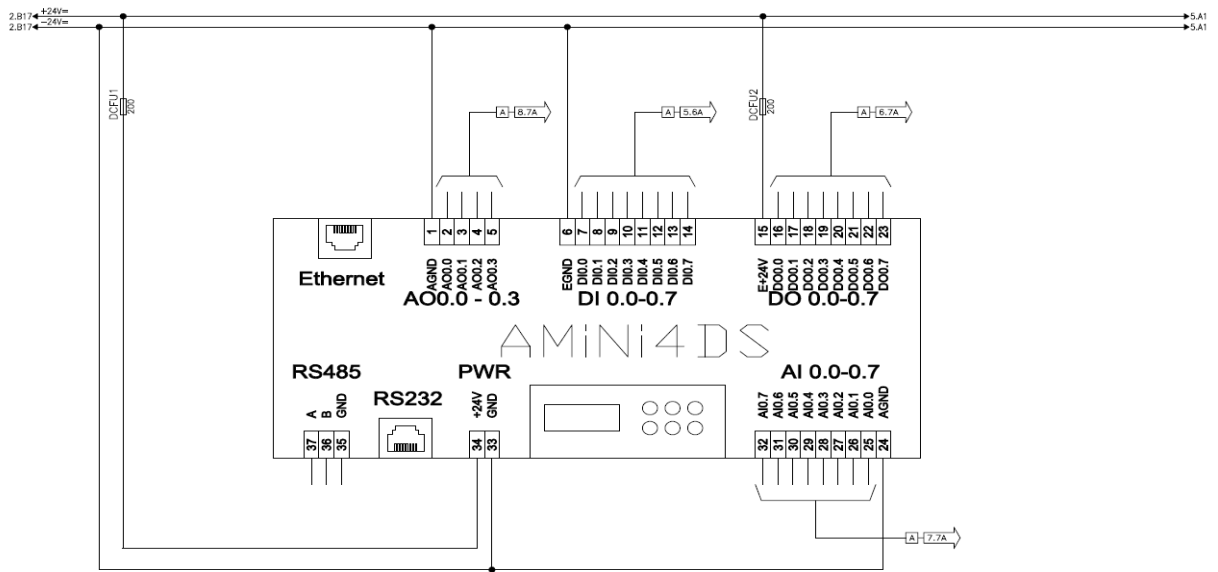 2.B17 +24V= 5.A1
2.B17 -24V= 5.A1
DCFU1 200
DCFU2 200
A 8.7A
A 5.6A
A 6.7A
1 2 3 4 5
6 7 8 9 10 11 12 13 14
15 16 17 18 19 20 21 22 23
AGND AO0.0 AO0.1 AO0.2 AO0.3
EGND DI0.0 DI0.1 DI0.2 DI0.3 DI0.4 DI0.5 DI0.6 DI0.7
E+24V DO0.0 DO0.1 DO0.2 DO0.3 DO0.4 DO0.5 DO0.6 DO0.7
Ethernet
AO0.0 - 0.3
DI 0.0-0.7
DO 0.0-0.7
AMiNi4DS
RS485
RS232
PWR
AI 0.0-0.7
A B GND
+24V GND
AI0.7 AI0.6 AI0.5 AI0.4 AI0.3 AI0.2 AI0.1 AI0.0 AGND
37 36 35
34 33
32 31 30 29 28 27 26 25 24
A 7.7A